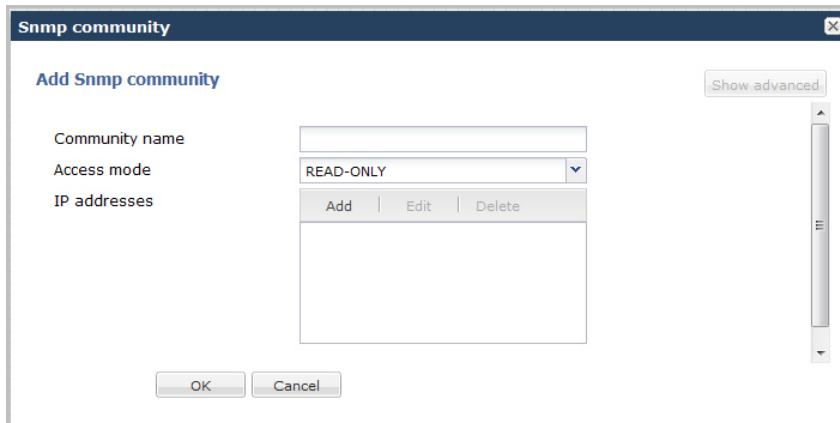 Snmp community
Add Snmp community
Show advanced
Community name
Access mode
READ-ONLY
IP addresses
Add
Edit
Delete
OK
Cancel